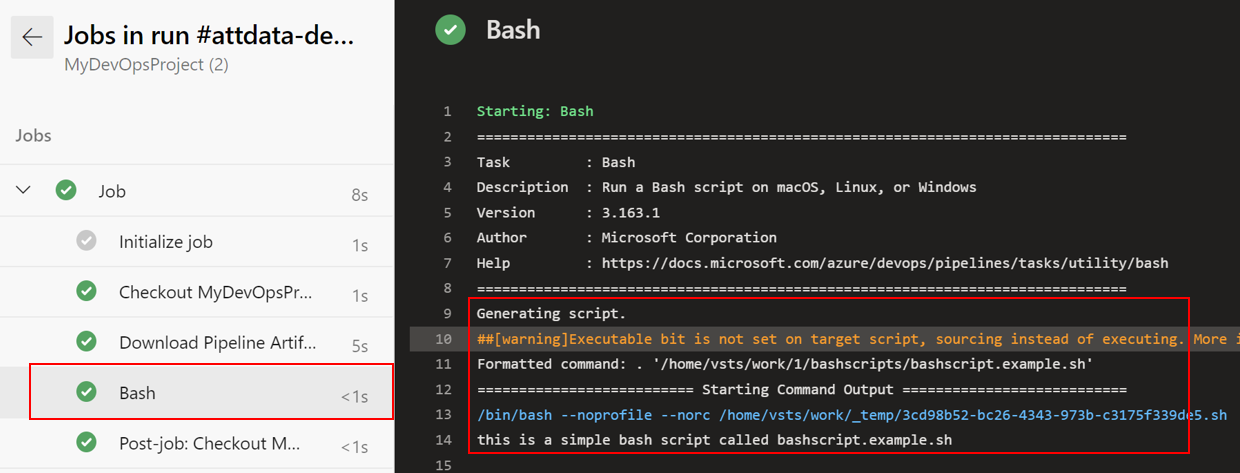 Jobs in run #attdata-de...
MyDevOpsProject (2)
Jobs
Job 8s
Initialize job 1s
Checkout MyDevOpsPr... 1s
Download Pipeline Artif... 5s
Bash <1s
Post-job: Checkout M... <1s
Bash
1 Starting: Bash
2 ==============================================================================
3 Task         : Bash
4 Description  : Run a Bash script on macOS, Linux, or Windows
5 Version      : 3.163.1
6 Author       : Microsoft Corporation
7 Help         : https://docs.microsoft.com/azure/devops/pipelines/tasks/utility/bash
8 ==============================================================================
9 Generating script.
10 ##[warning]Executable bit is not set on target script, sourcing instead of executing. More i
11 Formatted command: . '/home/vsts/work/1/bashscripts/bashscript.example.sh'
12 ========================== Starting Command Output ===========================
13 /bin/bash --noprofile --norc /home/vsts/work/_temp/3cd98b52-bc26-4343-973b-c3175f339de5.sh
14 this is a simple bash script called bashscript.example.sh
15